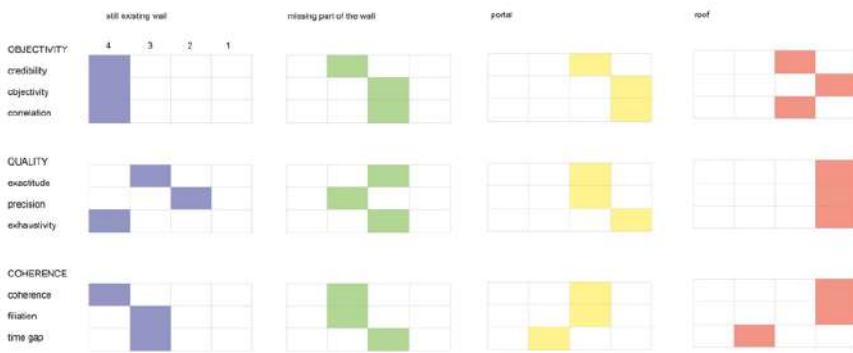 still existing wall missing part of the wall portal roof
4 3 2 1
OBJECTIVITY
credibility
objectivity
correlation
QUALITY
exactitude
precision
exhaustivity
COHERENCE
coherence
filiation
time gap